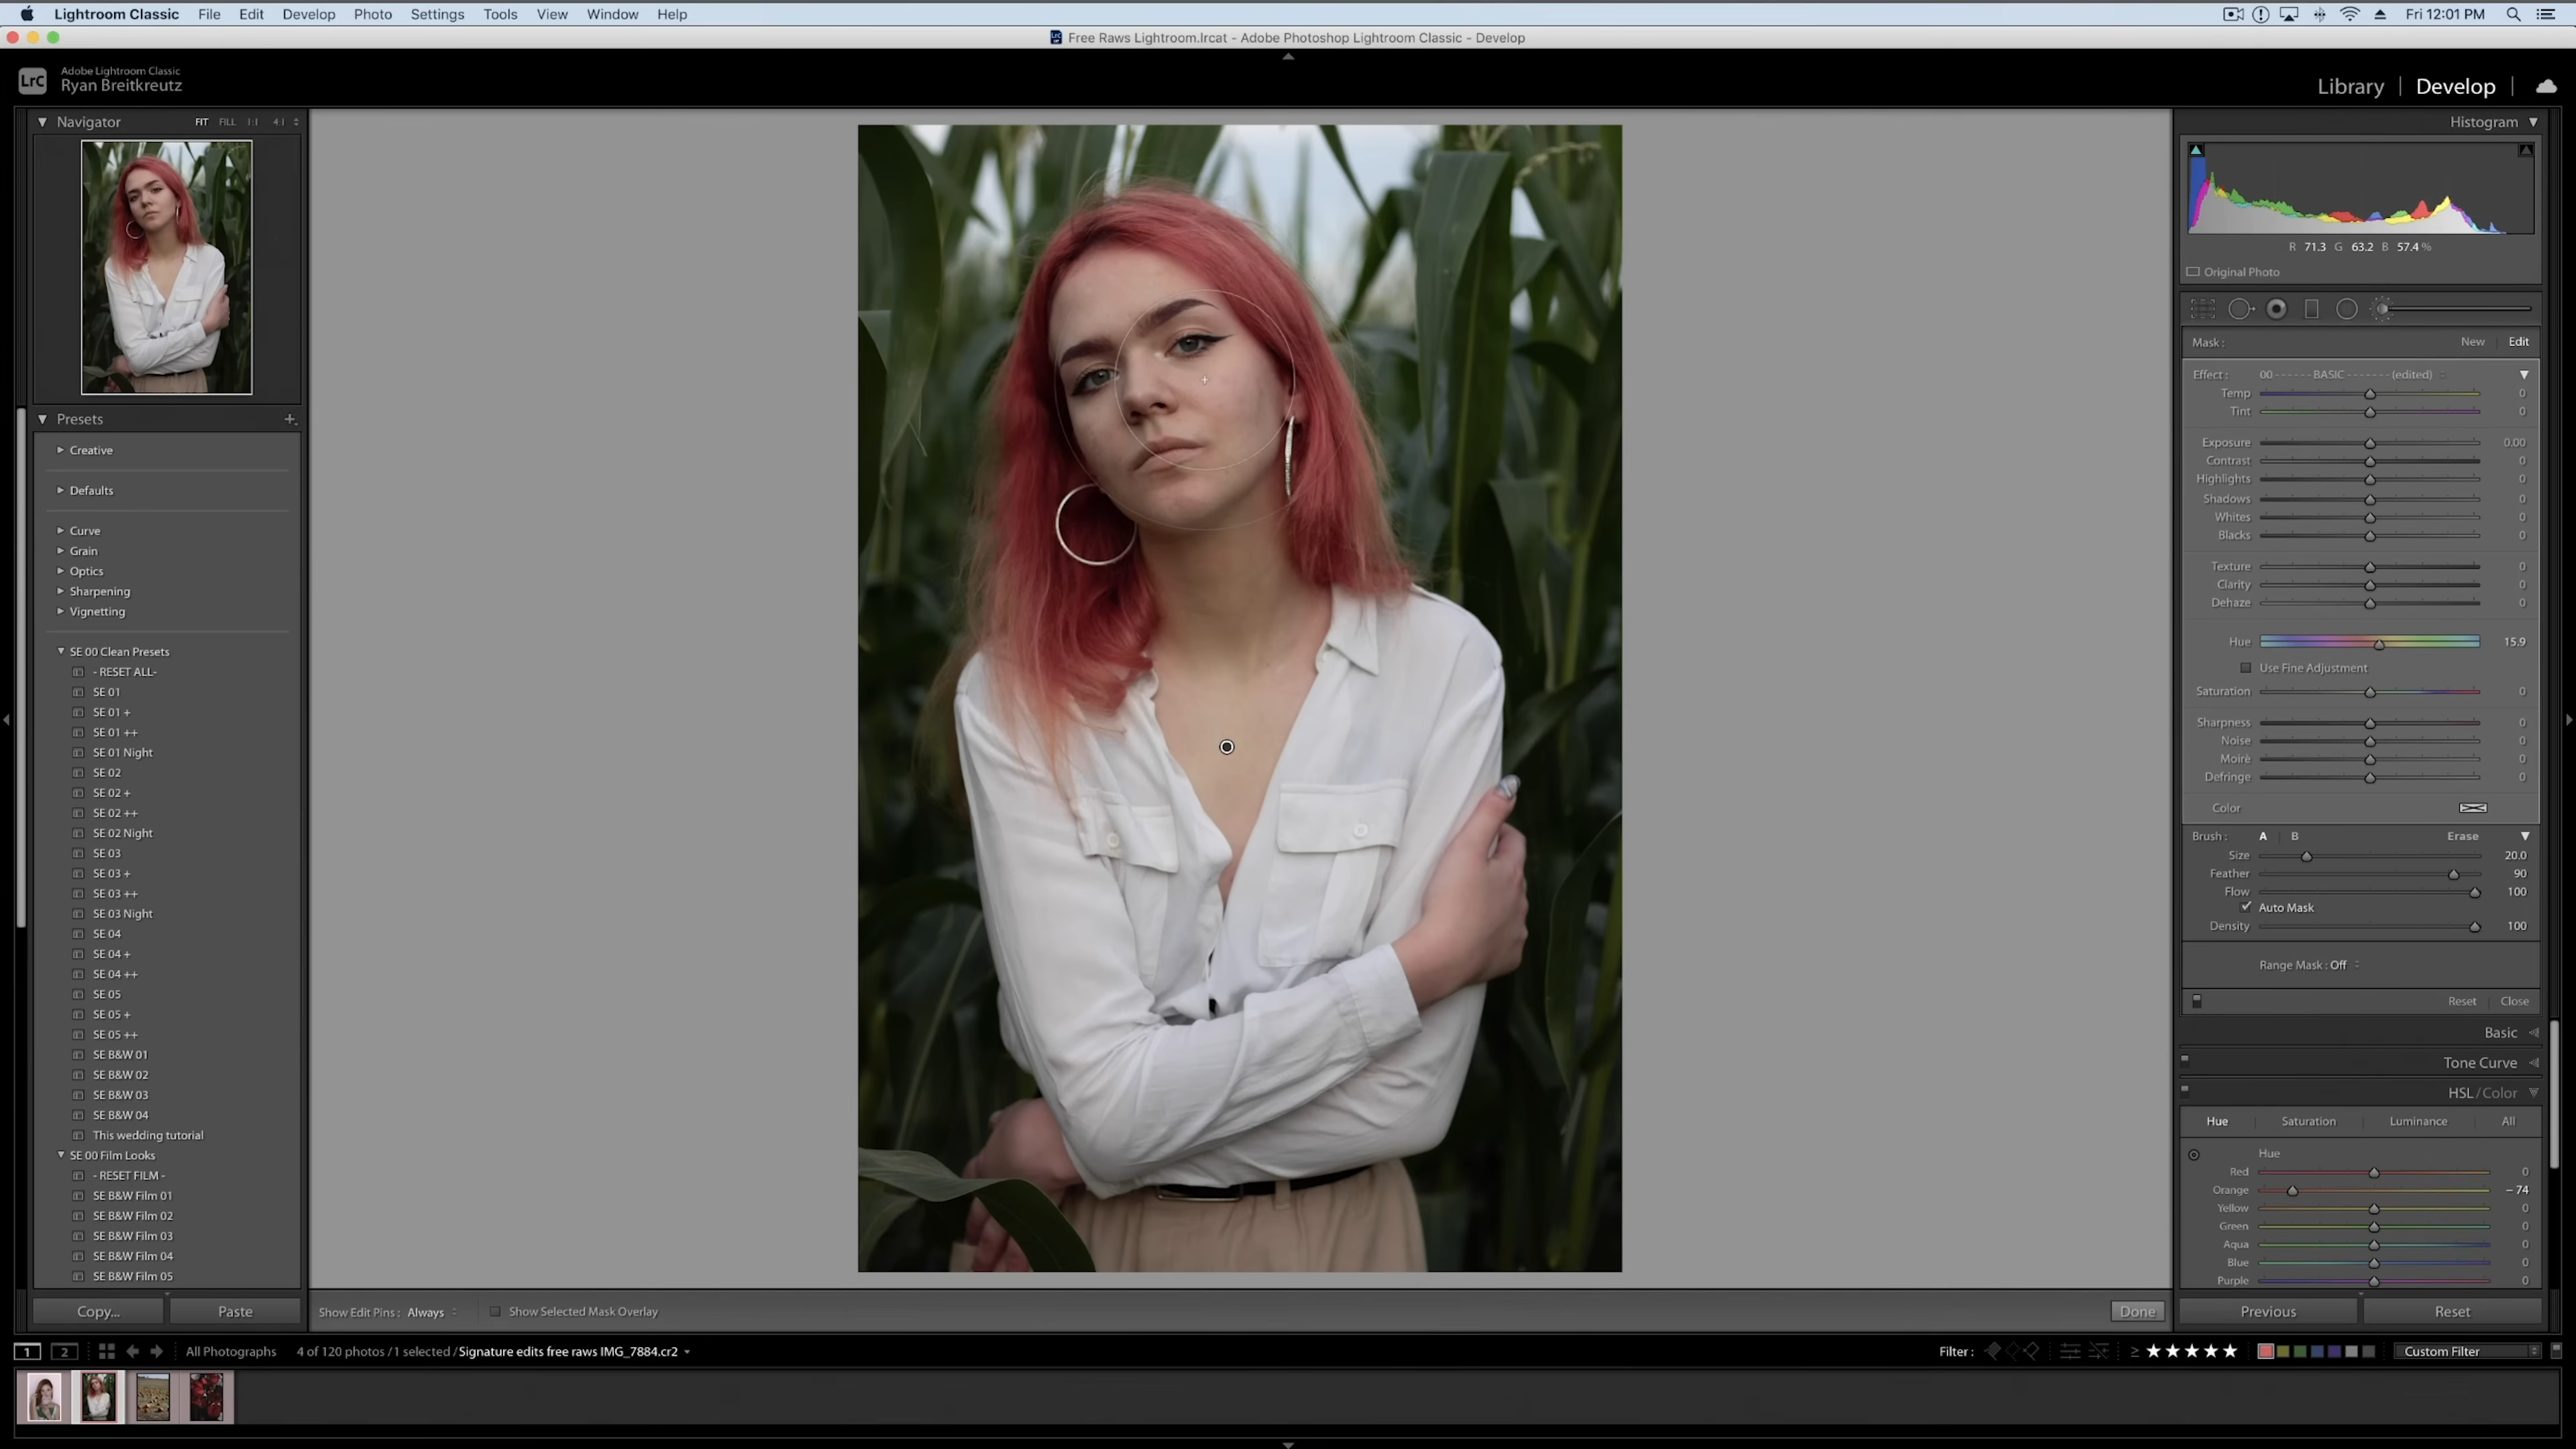 Lightroom Classic File Edit Develop Photo Settings Tools View Window Help Fri 12:01 PM
Free Raws Lightroom.lrcat - Adobe Photoshop Lightroom Classic - Develop
LrC
Adobe Lightroom Classic
Ryan Breitkreutz
Library | Develop |
Navigator FIT FILL 1:1 4:1
Presets +
Creative
Defaults
Curve
Grain
Optics
Sharpening
Vignetting
SE 00 Clean Presets
- RESET ALL-
SE 01
SE 01 +
SE 01 ++
SE 01 Night
SE 02
SE 02 +
SE 02 ++
SE 02 Night
SE 03
SE 03 +
SE 03 ++
SE 03 Night
SE 04
SE 04 +
SE 04 ++
SE 05
SE 05 +
SE 05 ++
SE B&W 01
SE B&W 02
SE B&W 03
SE B&W 04
This wedding tutorial
SE 00 Film Looks
- RESET FILM -
SE B&W Film 01
SE B&W Film 02
SE B&W Film 03
SE B&W Film 04
SE B&W Film 05
Copy... Paste
Show Edit Pins : Always Show Selected Mask Overlay Done
Histogram
R 71.3 G 63.2 B 57.4 %
Original Photo
Mask : New Edit
Effect : 00 ------ BASIC ------- (edited)
Temp 0
Tint 0
Exposure 0.00
Contrast 0
Highlights 0
Shadows 0
Whites 0
Blacks 0
Texture 0
Clarity 0
Dehaze 0
Hue 15.9
Use Fine Adjustment
Saturation 0
Sharpness 0
Noise 0
Moiré 0
Defringe 0
Color
Brush : A B Erase
Size 20.0
Feather 90
Flow 100
Auto Mask
Density 100
Range Mask : Off
Reset Close
Basic
Tone Curve
HSL / Color
Hue Saturation Luminance All
Hue
Red 0
Orange - 74
Yellow 0
Green 0
Aqua 0
Blue 0
Purple 0
Previous Reset
1 2 All Photographs 4 of 120 photos / 1 selected / Signature edits free raws IMG_7884.cr2 Filter : ≥ ★★★★★ Custom Filter